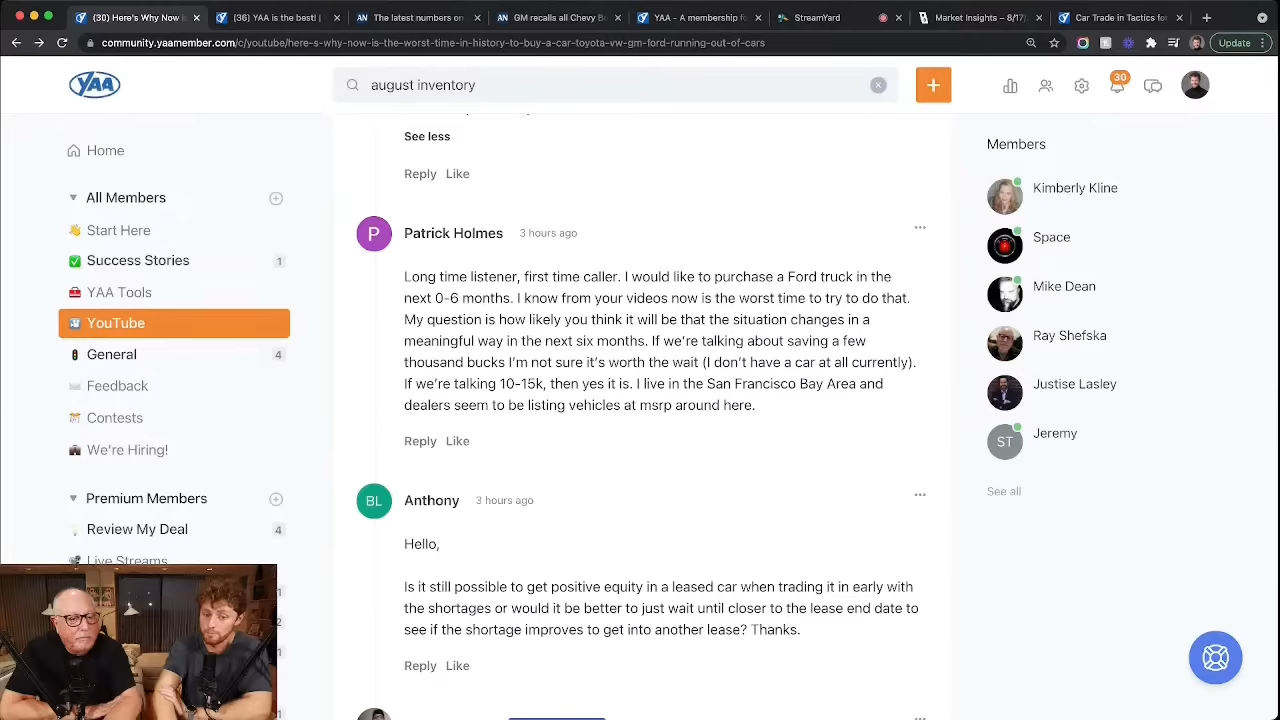 (30) Here's Why Now I
(36) YAA is the best! |
The latest numbers on
GM recalls all Chevy Bo
YAA - A membership fo
StreamYard
Market Insights – 8/17/
Car Trade in Tactics for
community.yaamember.com/c/youtube/here-s-why-now-is-the-worst-time-in-history-to-buy-a-car-toyota-vw-gm-ford-running-out-of-cars
Update
YAA
august inventory
30
Home
All Members
Start Here
Success Stories 1
YAA Tools
YouTube
General 4
Feedback
Contests
We're Hiring!
Premium Members
Review My Deal 4
Live Streams
1
2
1
1
See less
Reply Like
P
Patrick Holmes 3 hours ago
Long time listener, first time caller. I would like to purchase a Ford truck in the
next 0-6 months. I know from your videos now is the worst time to try to do that.
My question is how likely you think it will be that the situation changes in a
meaningful way in the next six months. If we're talking about saving a few
thousand bucks I'm not sure it's worth the wait (I don't have a car at all currently).
If we're talking 10-15k, then yes it is. I live in the San Francisco Bay Area and
dealers seem to be listing vehicles at msrp around here.
Reply Like
BL
Anthony 3 hours ago
Hello,
Is it still possible to get positive equity in a leased car when trading it in early with
the shortages or would it be better to just wait until closer to the lease end date to
see if the shortage improves to get into another lease? Thanks.
Reply Like
Members
Kimberly Kline
Space
Mike Dean
Ray Shefska
Justise Lasley
ST
Jeremy
See all